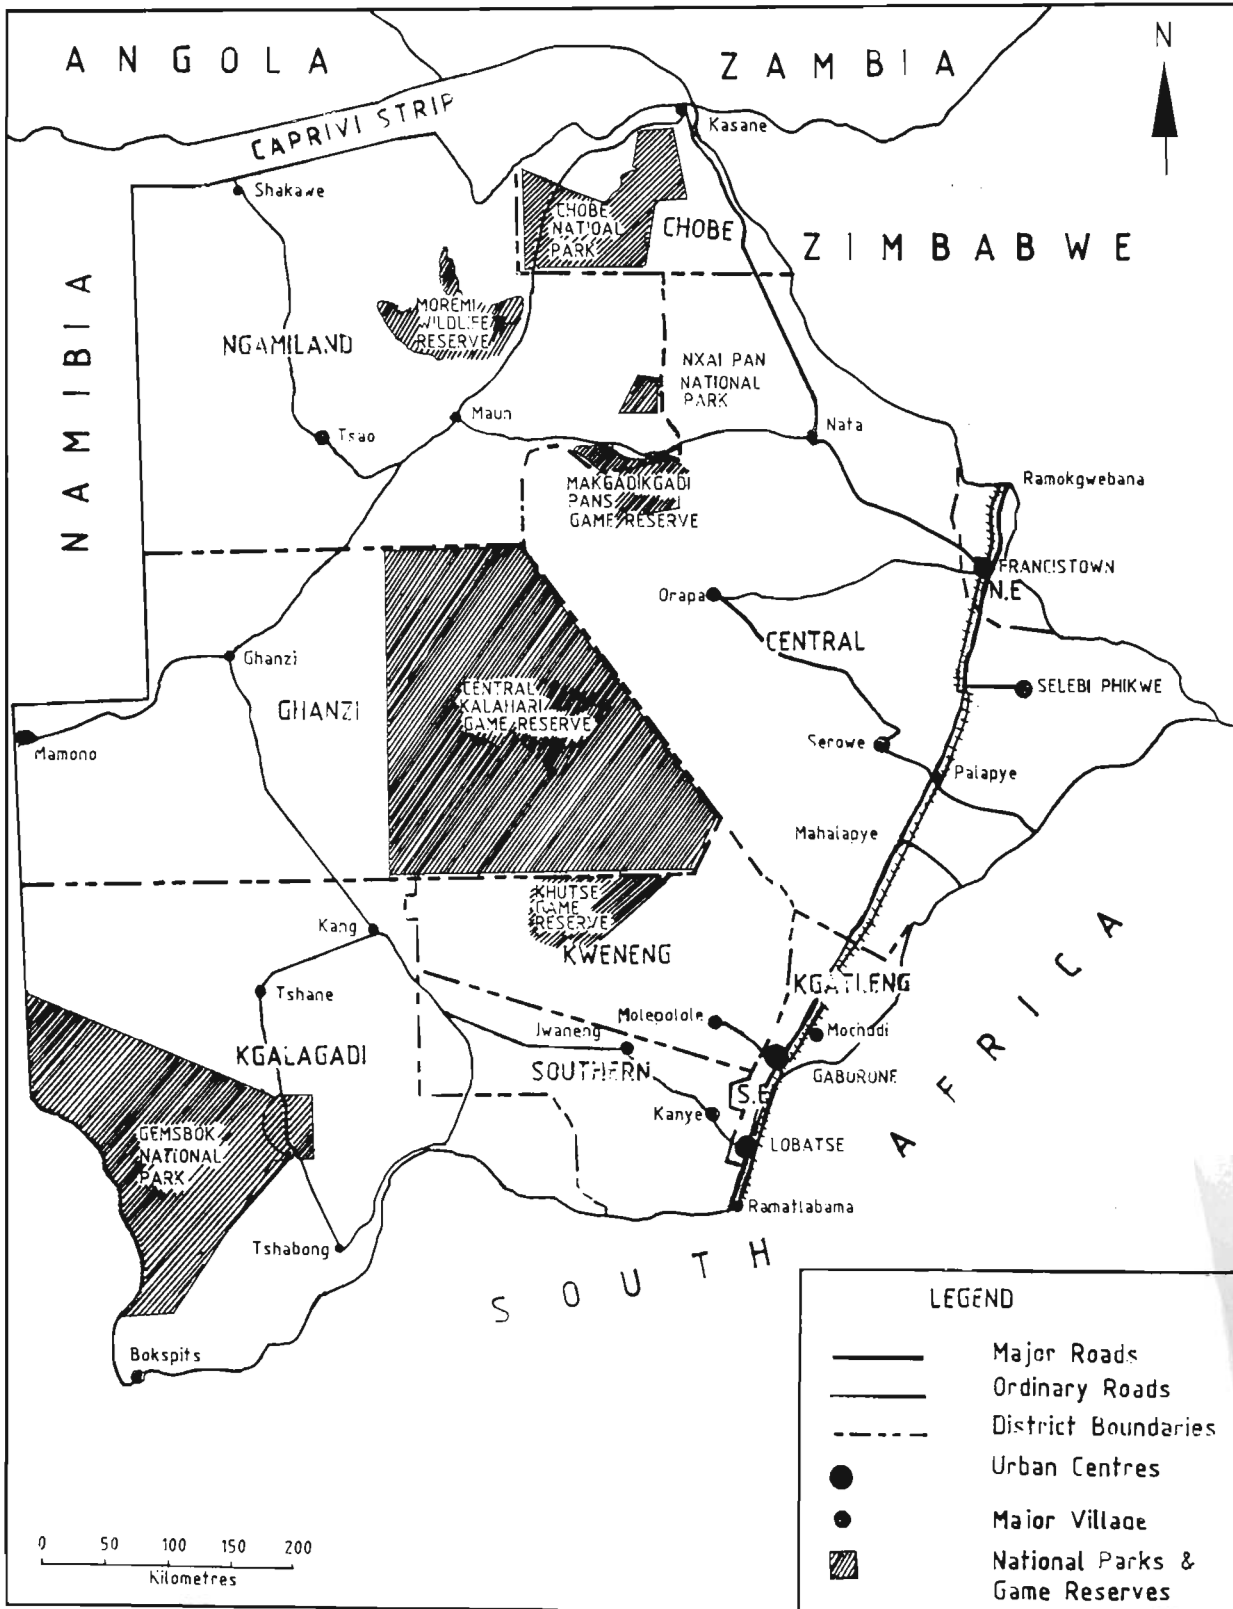 ANGOLA
ZAMBIA
N
CAPRIVI STRIP
Kasane
Shakawe
CHOBE
NATIOAL
PARK
CHOBE
ZIMBABWE
NAMIBIA
MOREMI
WILDLIFE
RESERVE
NGAMILAND
NXAI PAN
NATIONAL
PARK
Maun
Tsao
Nata
MAKGADIKGADI
PANS
GAME RESERVE
Ramokgwebana
FRANCISTOWN
N.E
Orapa
CENTRAL
Ghanzi
GHANZI
CENTRAL
KALAHARI
GAME RESERVE
SELEBI PHIKWE
Mamono
Serowe
Palapye
Mahalapye
KHUTSE
GAME
RESERVE
Kang
KWENENG
KGATLENG
Tshane
Molepolole
Mochudi
Jwaneng
KGALAGADI
SOUTHERN
GABORONE
S.E
Kanye
GEMSBOK
NATIONAL
PARK
LOBATSE
Ramatlabama
Tshabong
SOUTH AFRICA
Bokspits
LEGEND
Major Roads
Ordinary Roads
District Boundaries
Urban Centres
Major Village
National Parks &
Game Reserves
0 50 100 150 200
Kilometres